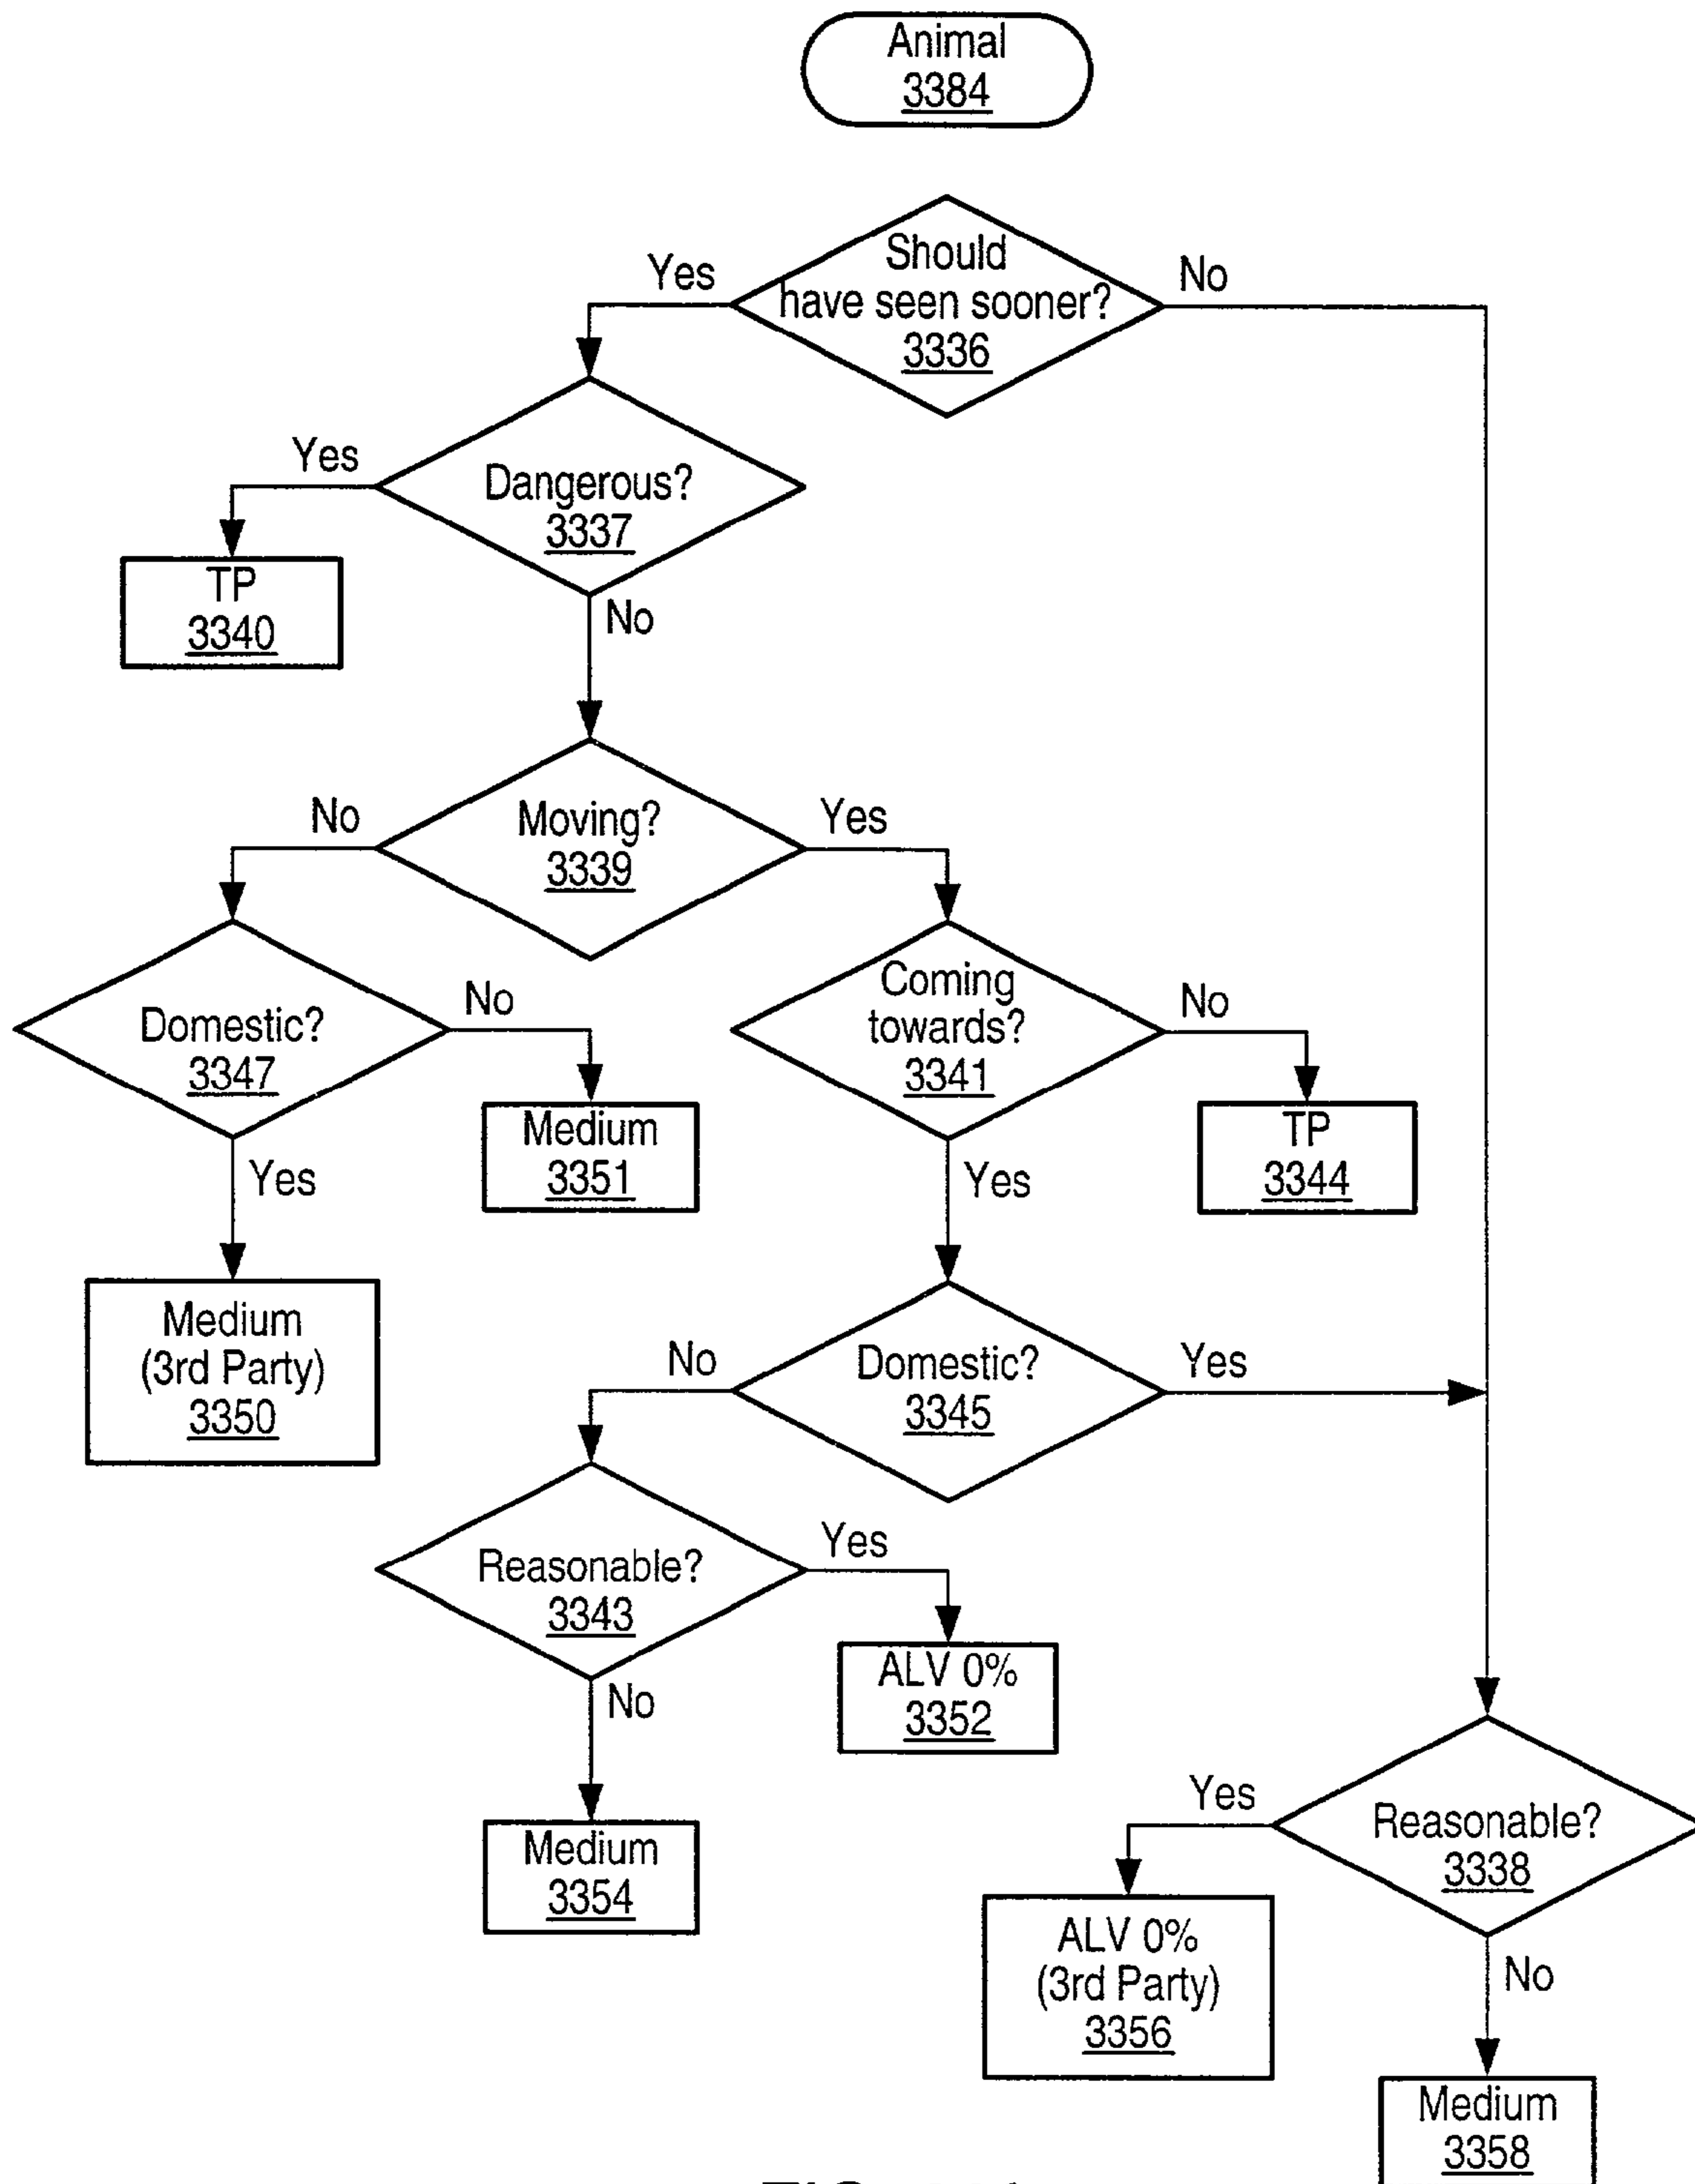 Animal
3384
Should
have seen sooner?
3336
Yes
No
Dangerous?
3337
Yes
No
TP
3340
Moving?
3339
No
Yes
Domestic?
3347
No
Yes
Coming
towards?
3341
No
Yes
Medium
3351
TP
3344
Medium
(3rd Party)
3350
Domestic?
3345
No
Yes
Reasonable?
3343
Yes
No
ALV 0%
3352
Medium
3354
Reasonable?
3338
Yes
No
ALV 0%
(3rd Party)
3356
Medium
3358